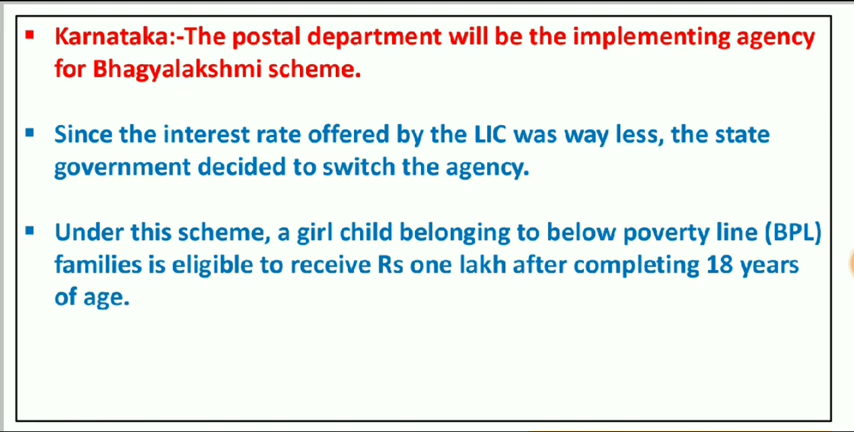 ▪ Karnataka:-The postal department will be the implementing agency
for Bhagyalakshmi scheme.
▪ Since the interest rate offered by the LIC was way less, the state
government decided to switch the agency.
▪ Under this scheme, a girl child belonging to below poverty line (BPL)
families is eligible to receive Rs one lakh after completing 18 years
of age.